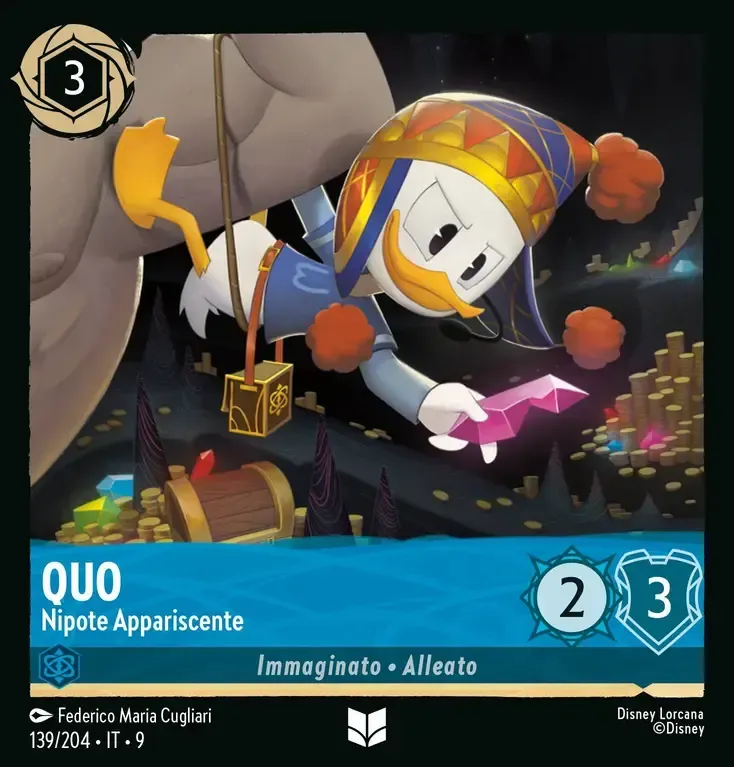 3
QUO
Nipote Appariscente
2
3
Immaginato • Alleato
Federico Maria Cugliari
139/204 • IT • 9
Disney Lorcana
©Disney